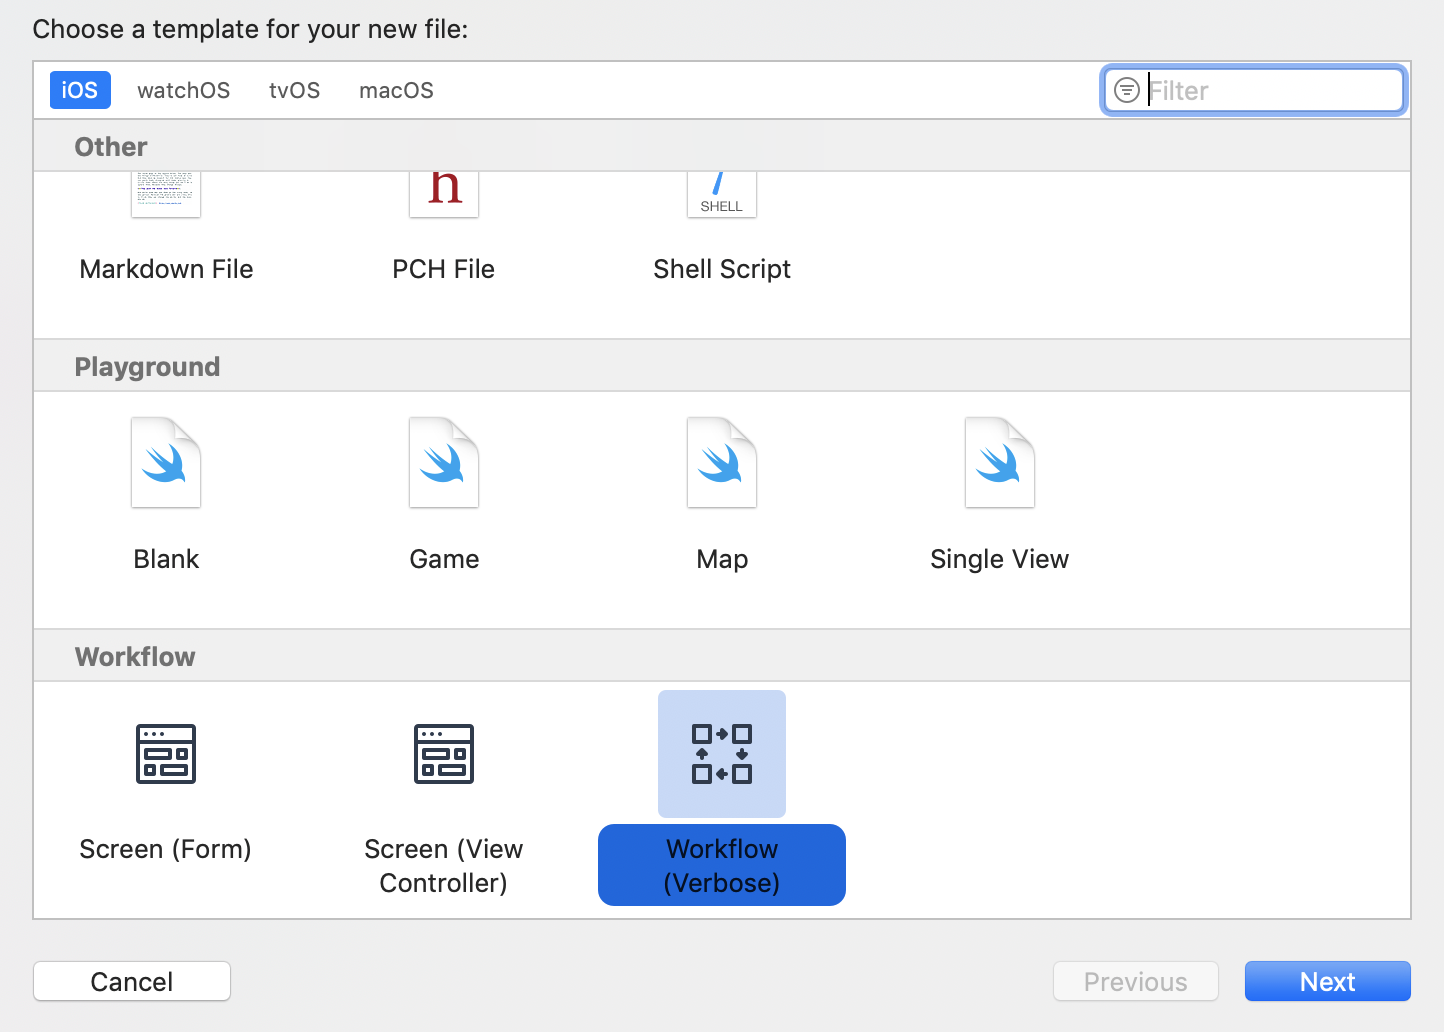 Choose a template for your new file:
iOS watchOS tvOS macOS Filter
Other
h SHELL
Markdown File PCH File Shell Script
Playground
Blank Game Map Single View
Workflow
Screen (Form) Screen (View Workflow
Controller) (Verbose)
Cancel Previous Next